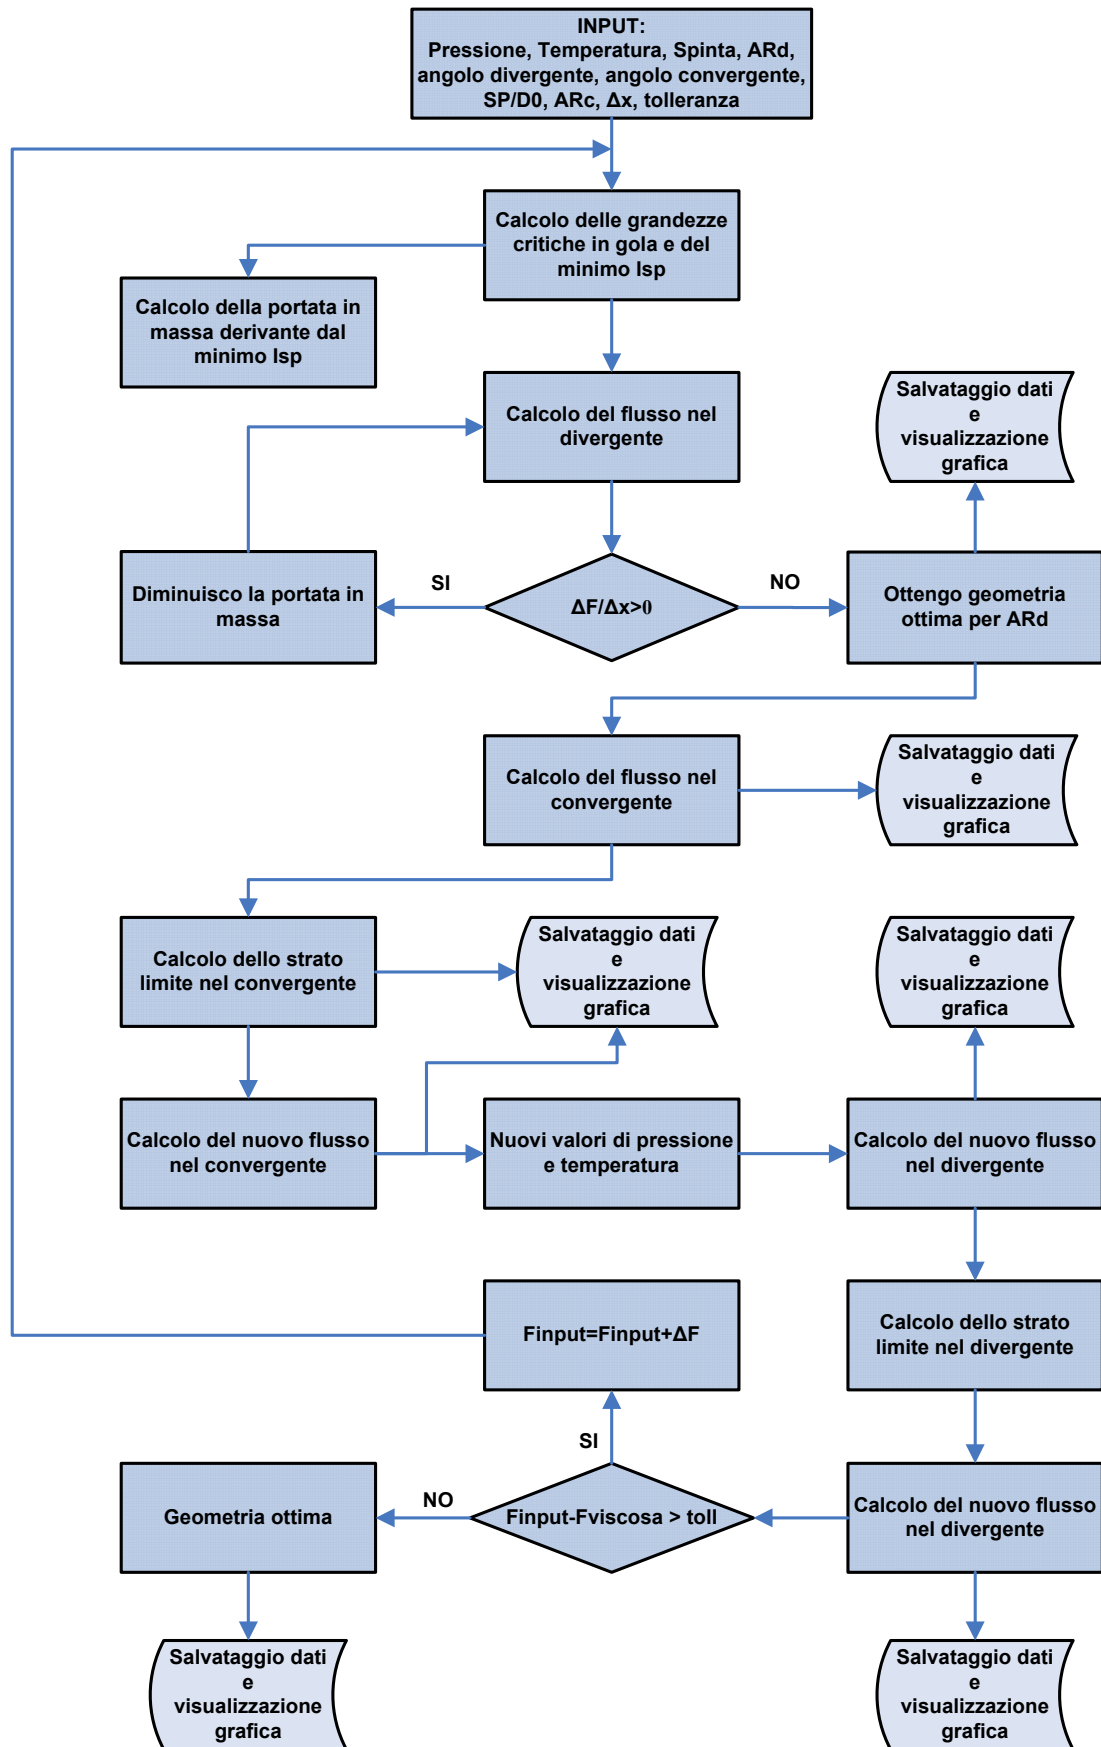 INPUT:
Pressione, Temperatura, Spinta, ARd,
angolo divergente, angolo convergente,
SP/D0, ARc, Δx, tolleranza
Calcolo delle grandezze
critiche in gola e del
minimo Isp
Calcolo della portata in
massa derivante dal
minimo Isp
Calcolo del flusso nel
divergente
Salvataggio dati
e
visualizzazione
grafica
Diminuisco la portata in
massa
SI
ΔF/Δx>0
NO
Ottengo geometria
ottima per ARd
Calcolo del flusso nel
convergente
Salvataggio dati
e
visualizzazione
grafica
Calcolo dello strato
limite nel convergente
Salvataggio dati
e
visualizzazione
grafica
Salvataggio dati
e
visualizzazione
grafica
Calcolo del nuovo flusso
nel convergente
Nuovi valori di pressione
e temperatura
Calcolo del nuovo flusso
nel divergente
Finput=Finput+ΔF
Calcolo dello strato
limite nel divergente
SI
Geometria ottima
NO
Finput-Fviscosa > toll
Calcolo del nuovo flusso
nel divergente
Salvataggio dati
e
visualizzazione
grafica
Salvataggio dati
e
visualizzazione
grafica